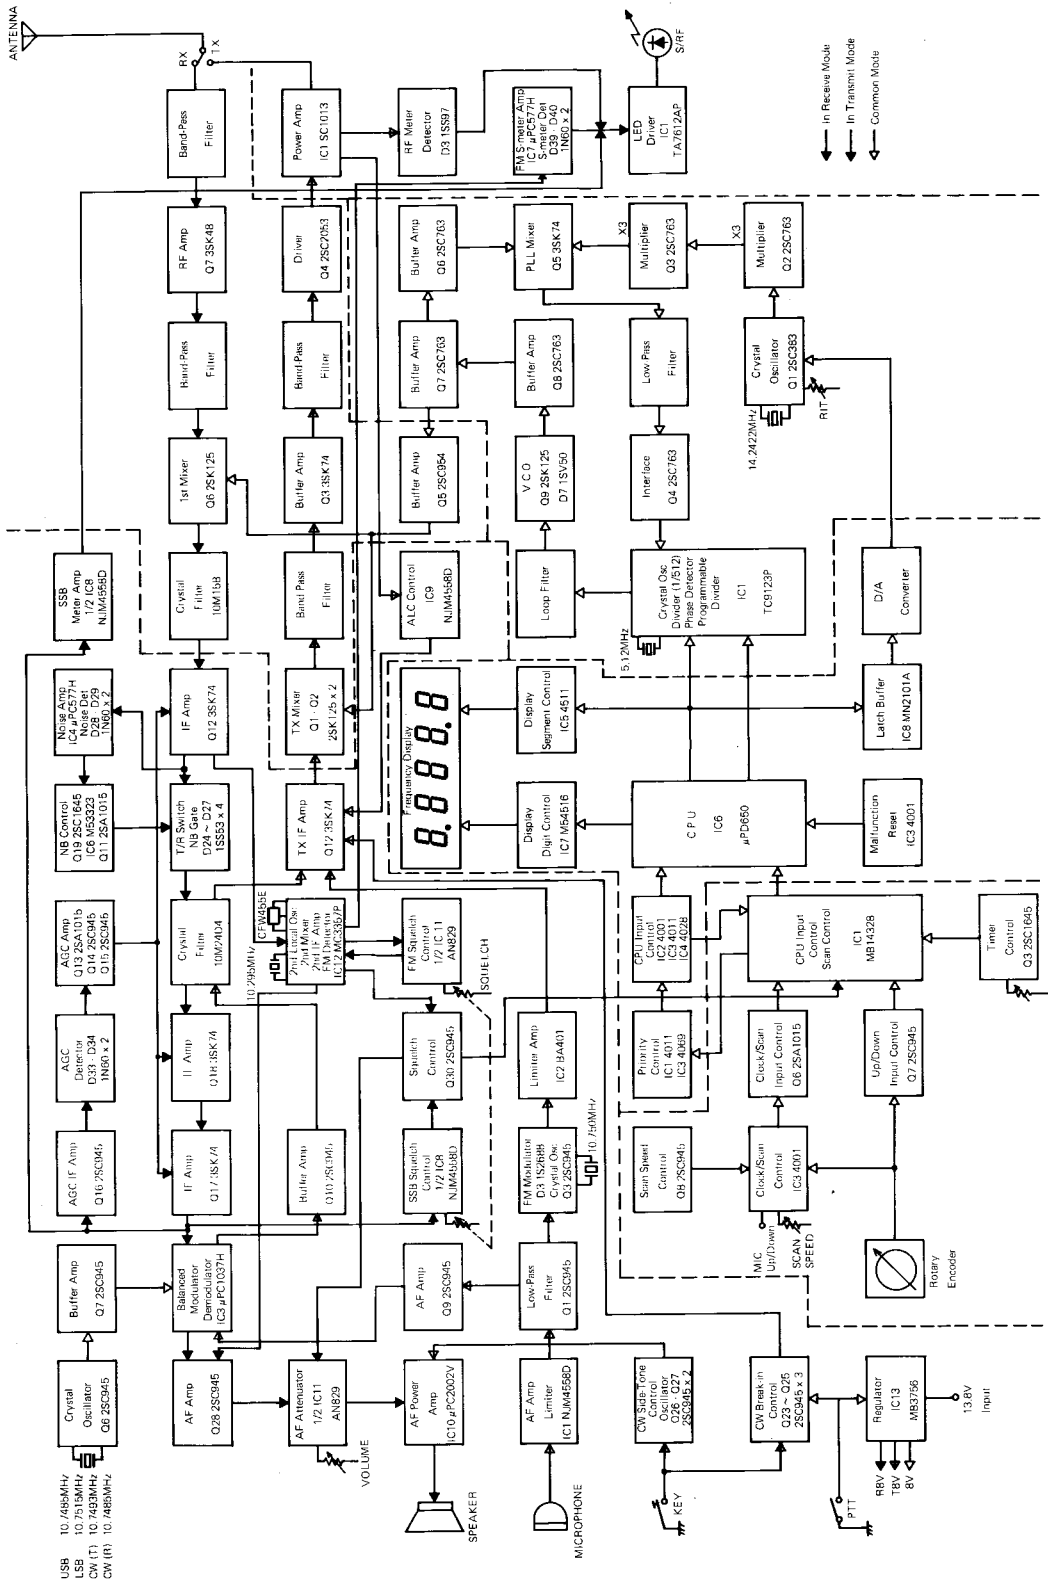 ANTENNA
RX
TX
Band-Pass
Filter
RF Amp
Q7 3SK48
Band-Pass
Filter
1st Mixer
Q6 2SK125
Crystal
Filter
10M15B
IF Amp
Q12 3SK74
T/R Switch
NB Gate
D24 ~ D27
1SS53 x 4
Crystal
Filter
10M24D4
IF Amp
Q18 3SK74
IF Amp
Q17 3SK74
Balanced
Modulator
Demodulator
IC3 μPC1037H
AF Amp
Q28 2SC945
SSB
Meter Amp
1/2 IC8
NJM4558D
Noise Amp
IC4 μPC577H
Noise Det
D28 · D29
1N60 x 2
NB Control
Q19 2SC1645
IC6 M53323
Q11 2SA1015
AGC Amp
Q13 2SA1015
Q14 2SC945
Q15 2SC945
AGC
Detector
D33 · D34
1N60 x 2
AGC IF Amp
Q16 2SC945
Buffer Amp
Q7 2SC945
Crystal
Oscillator
Q6 2SC945
USB 10.7485MHz
LSB 10.7515MHz
CW (T) 10.7493MHz
CW (R) 10.7485MHz
Power Amp
IC1 SC1013
Driver
Q4 2SC2053
Band-Pass
Filter
Buffer Amp
Q3 3SK74
Band Pass
Filter
TX Mixer
Q1 · Q2
2SK125 x 2
TX IF Amp
Q12 3SK74
10.295MHz
CFW455E
2nd Local Osc
2nd Mixer
2nd IF Amp
FM Detector
IC12 MC3357P
Buffer Amp
Q10 2SC945
AF Attenuator
1/2 IC11
AN829
VOLUME
RF Meter
Detector
D3 1SS97
Buffer Amp
Q6 2SC763
Buffer Amp
Q7 2SC763
Buffer Amp
Q5 2SC954
ALC Control
IC9
NJM4558D
Frequency Display
8.888.8
FM Squelch
Control
1/2 IC 11
AN829
SQUELCH
Squelch
Control
Q30 2SC945
SSB Squelch
Control
1/2 IC8
NJM4558D
AF Amp
Q9 2SC945
AF Power
Amp
IC10 μPC2002V
SPEAKER
FM S-meter Amp
IC7 μPC577H
S-meter Det
D39 · D40
1N60 x 2
PLL Mixer
Q5 3SK74
Buffer Amp
Q8 2SC763
V C O
Q9 2SK125
D7 1SV50
Loop Filter
Display
Segment Control
IC5 4511
Display
Digit Control
IC7 M54516
Limiter Amp
IC2 BA401
FM Modulator
D3 1S2688
Crystal Osc
Q3 2SC945
10.750MHz
Low-Pass
Filter
Q1 2SC945
AF Amp
Limiter
IC1 NJM4558D
MICROPHONE
S/RF
LED
Driver
IC1
TA7612AP
X3
Multiplier
Q3 2SC763
Low-Pass
Filter
Interface
Q4 2SC763
Crystal Osc
Divider (1/512)
Phase Detector
Programmable
Divider
IC1
TC9123P
5.12MHz
C P U
IC6
μPD650
CPU Input
Control
IC2 4001
IC3 4011
IC4 4028
Priority
Control
IC1 4011
IC3 4069
Scan Speed
Control
Q8 2SC945
CW Side-Tone
Control
Oscillator
Q26 · Q27
2SC945 x 2
KEY
X3
Multiplier
Q2 2SC763
Crystal
Oscillator
Q1 2SC383
14.2422MHz
RIT
CPU Input
Control
Scan Control
IC1
MB14328
Clock/Scan
Input Control
Q6 2SA1015
Clock/Scan
Control
IC3 4001
MIC
Up/Down
SCAN
SPEED
CW Break-in
Control
Q23 ~ Q25
2SC945 x 3
In Receive Mode
In Transmit Mode
Common Mode
D/A
Converter
Latch Buffer
IC8 MN2101A
Malfunction
Reset
IC3 4001
Up/Down
Input Control
Q7 2SC945
Rotary
Encoder
Regulator
IC13
MB3756
R8V
T8V
8V
PTT
13.8V
Input
Timer
Control
Q3 2SC1645